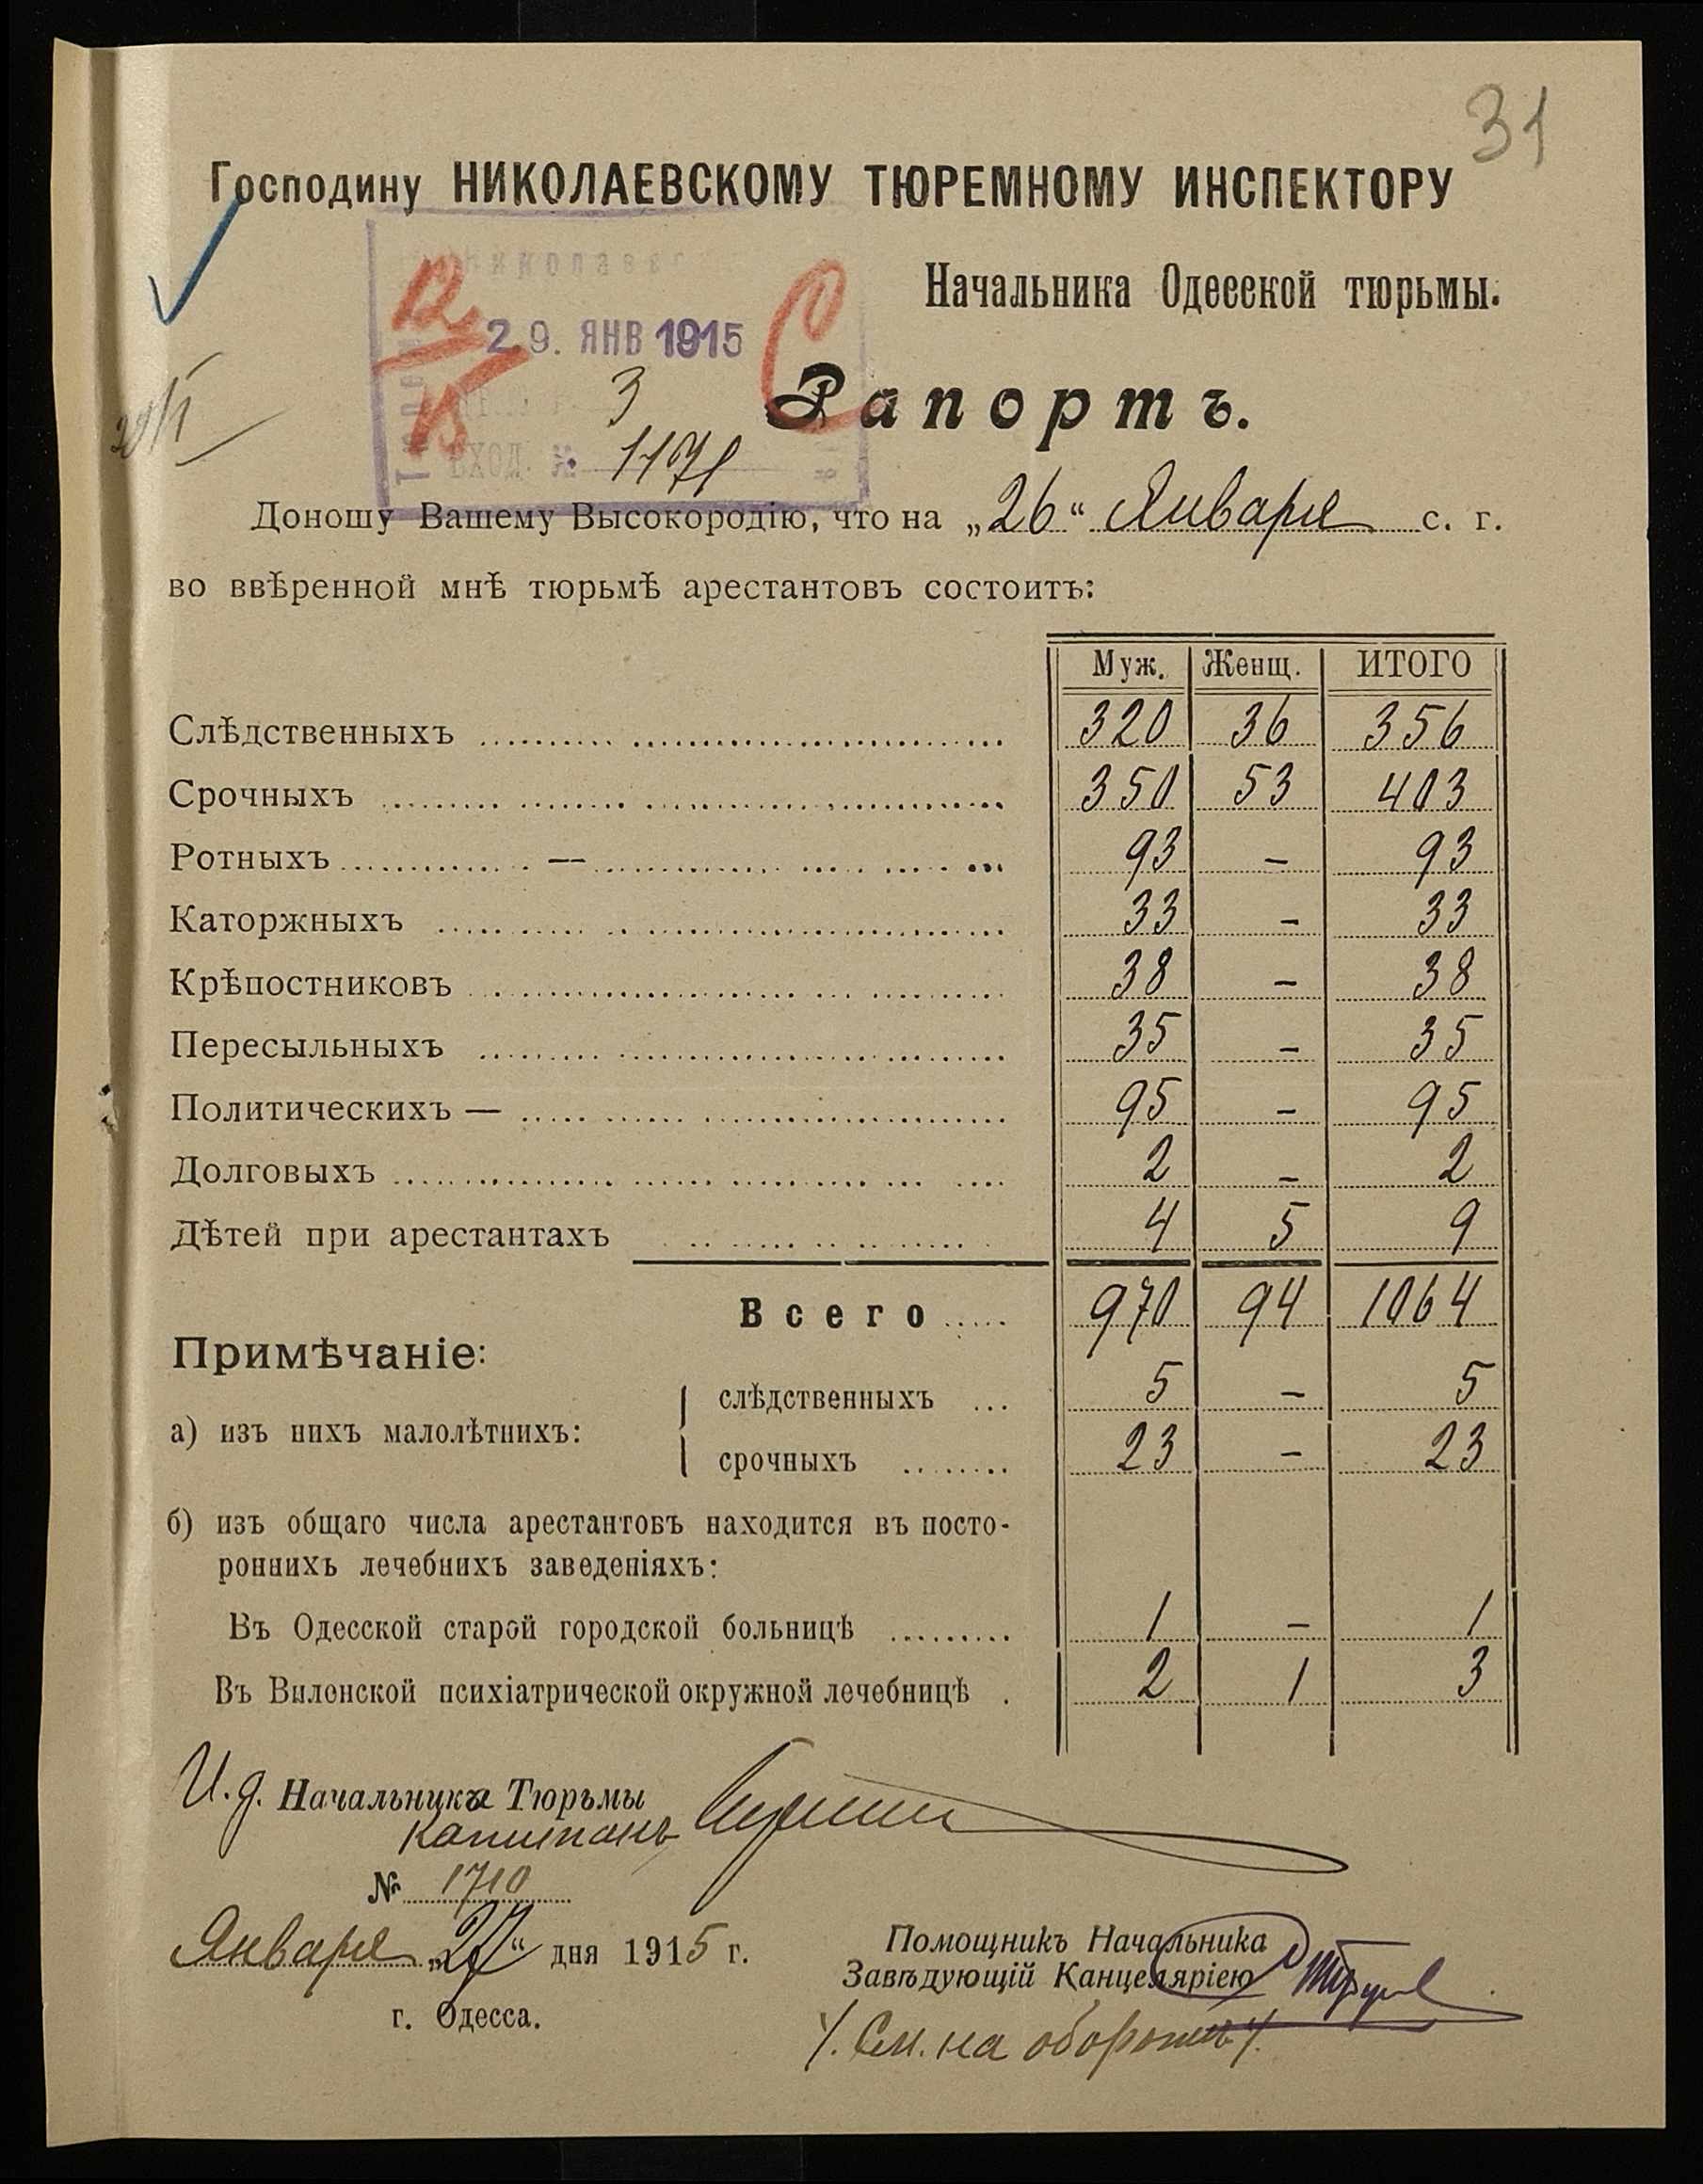 31
Господину НИКОЛАЕВСКОМУ ТЮРЕМНОМУ ИНСПЕКТОРУ
Начальника Одесской тюрьмы.
29. ЯНВ 1915
3
ВХОД. №
Рапортъ.
Доношу Вашему Высокородію, что на „26“ Января с. г.
во ввѣренной мнѣ тюрьмѣ арестантовъ состоитъ:
Муж. Женщ. ИТОГО
Слѣдственныхъ 320 36 356
Срочныхъ 350 53 403
Ротныхъ — 93 - 93
Каторжныхъ 33 - 33
Крѣпостниковъ 38 - 38
Пересыльныхъ 35 - 35
Политическихъ — 95 - 95
Долговыхъ 2 - 2
Дѣтей при арестантахъ 4 5 9
Всего 970 94 1064
Примѣчаніе:
а) изъ нихъ малолѣтнихъ:
слѣдственныхъ 5 - 5
срочныхъ 23 - 23
б) изъ общаго числа арестантовъ находится въ посто-
роннихъ лечебнихъ заведеніяхъ:
Въ Одесской старой городской больницѣ 1 - 1
Въ Виленской психіатрической окружной лечебницѣ 2 1 3
И. д. Начальника Тюрьмы
Капитанъ
№ 1710
Января „27“ дня 1915 г.
г. Одесса.
Помощникъ Начальника
Завѣдующій Канцеляріею
/. См. на оборотѣ /.